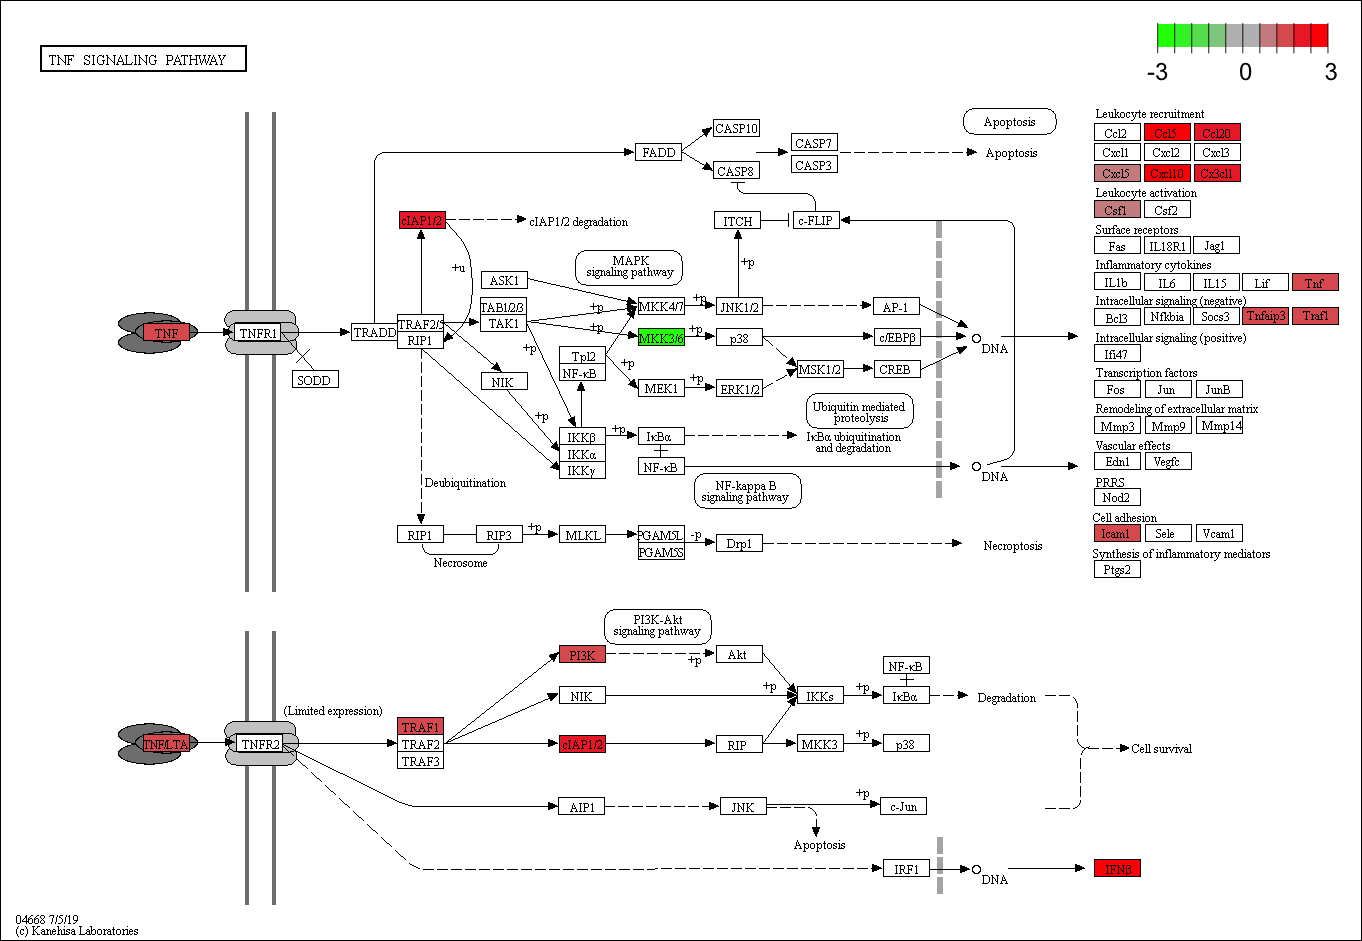 TNF SIGNALING PATHWAY
-3 0 3
Leukocyte recruitment
Ccl2 Ccl5 Ccl20
Cxcl1 Cxcl2 Cxcl3
Cxcl5 Cxcl10 Cx3cl1
Leukocyte activation
Csf1 Csf2
Surface receptors
Fas IL18R1 Jag1
Inflammatory cytokines
IL1b IL6 IL15 Lif Tnf
Intracellular signaling (negative)
Bcl3 Nfkbia Socs3 Tnfaip3 Traf1
Intracellular signaling (positive)
Ifi47
Transcription factors
Fos Jun JunB
Remodeling of extracellular matrix
Mmp3 Mmp9 Mmp14
Vascular effects
Edn1 Vegfc
PRRS
Nod2
Cell adhesion
Icam1 Sele Vcam1
Synthesis of inflammatory mediators
Ptgs2
CASP10
FADD
CASP8
CASP7
CASP3
Apoptosis
Apoptosis
cIAP1/2
cIAP1/2 degradation
ITCH
c-FLIP
+u
+p
MAPK
signaling pathway
ASK1
TAB1/2/3
TAK1
+p
+p
+p
MKK4/7
+p
JNK1/2
AP-1
TNF
TNFR1
SODD
TRADD
TRAF2/5
RIP1
MKK3/6
+p
p38
c/EBPβ
DNA
NIK
Tpl2
NF-κB
+p
MEK1
+p
ERK1/2
MSK1/2
CREB
+p
Ubiquitin mediated
proteolysis
IKKβ
IKKα
IKKγ
+p
IκBα
NF-κB
IκBα ubiquitination
and degradation
NF-kappa B
signaling pathway
DNA
Deubiquitination
RIP1
RIP3
Necrosome
+p
MLKL
PGAM5L
PGAM5S
-p
Drp1
Necroptosis
PI3K-Akt
signaling pathway
PI3K
+p
Akt
NIK
+p
IKKs
+p
NF-κB
IκBα
Degradation
(Limited expression)
TNF/LTA
TNFR2
TRAF1
TRAF2
TRAF3
cIAP1/2
RIP
MKK3
+p
p38
Cell survival
AIP1
JNK
+p
c-Jun
Apoptosis
IRF1
DNA
IFNβ
04668 7/5/19
(c) Kanehisa Laboratories